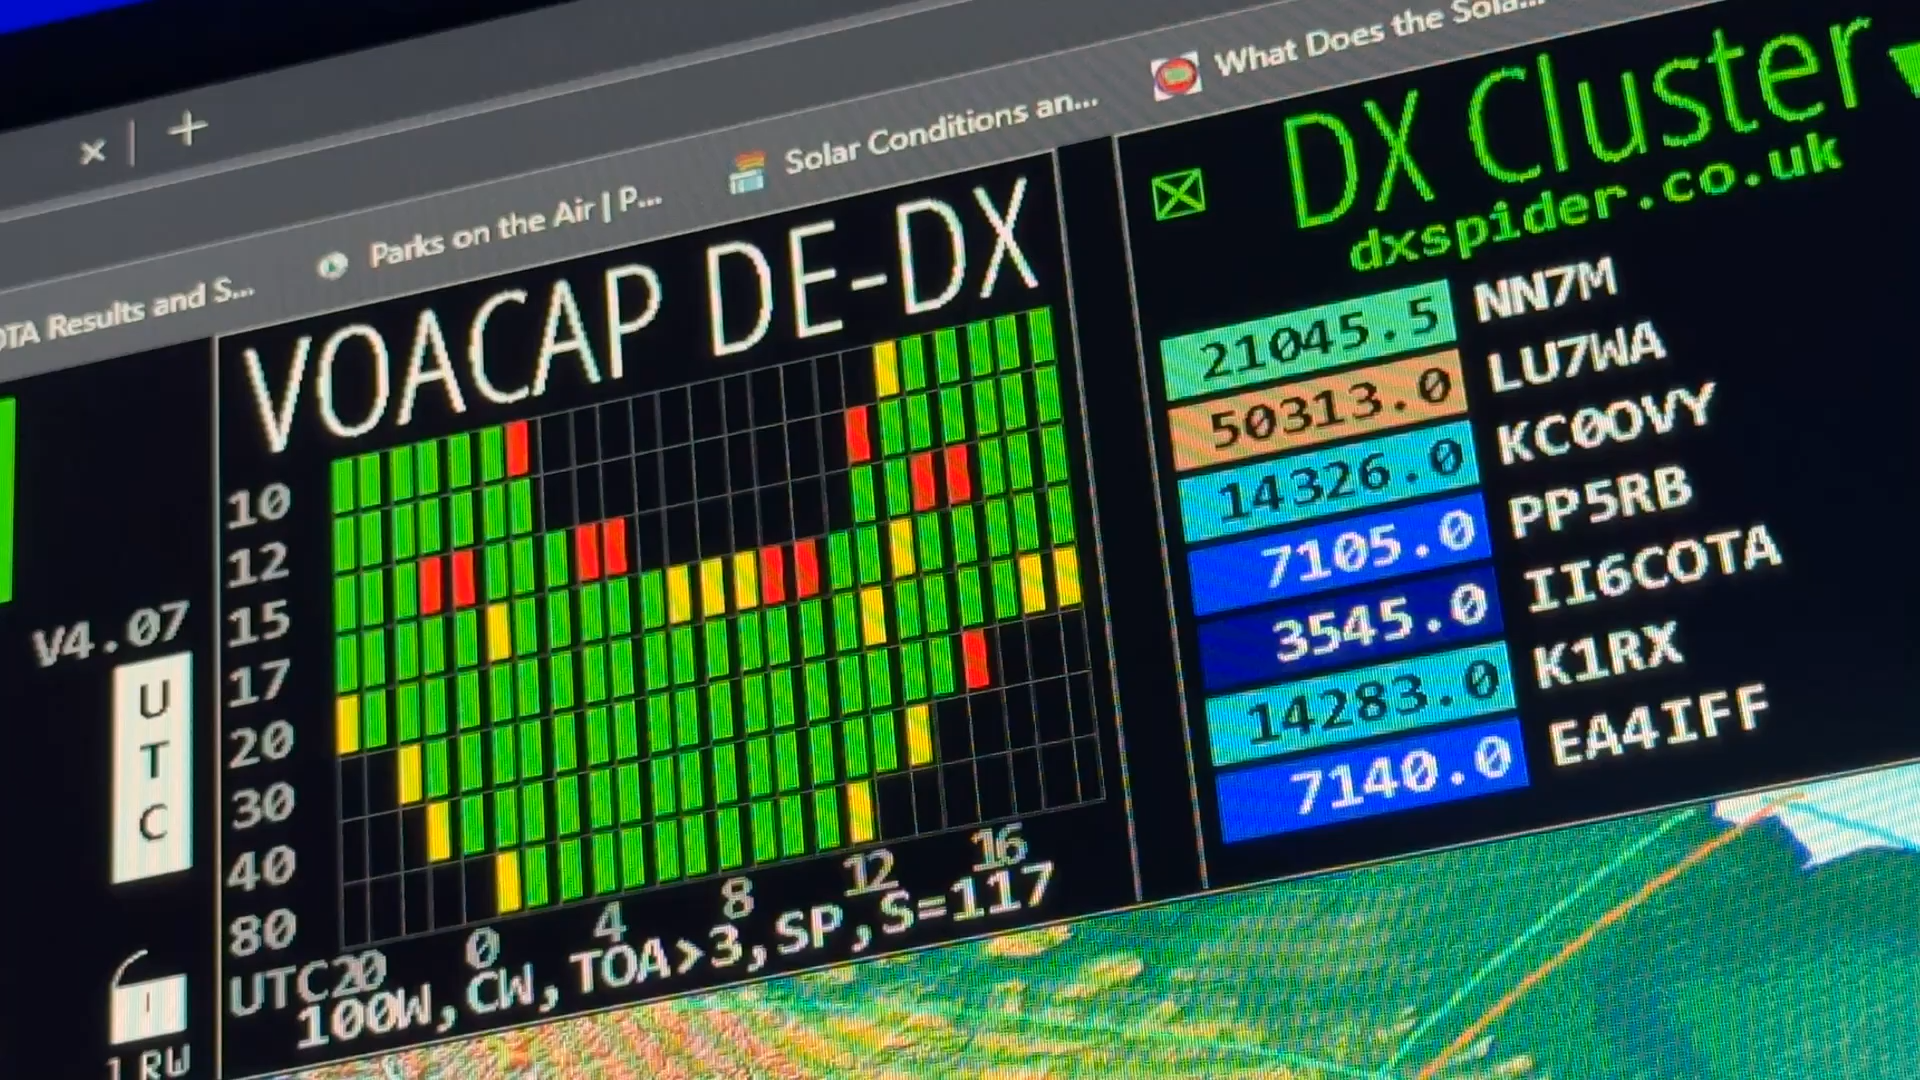 What Does the Sola...
Solar Conditions an...
Parks on the Air | P...
OTA Results and S...
VOACAP DE-DX
10
12
15
17
20
30
40
80
UTC20 0 4 8 12 16
100W, CW, TOA>3, SP, S=117
V4.07
UTC
DX Cluster
dxspider.co.uk
21045.5 NN7M
50313.0 LU7WA
14326.0 KC0OVY
7105.0 PP5RB
3545.0 II6COTA
14283.0 K1RX
7140.0 EA4IFF